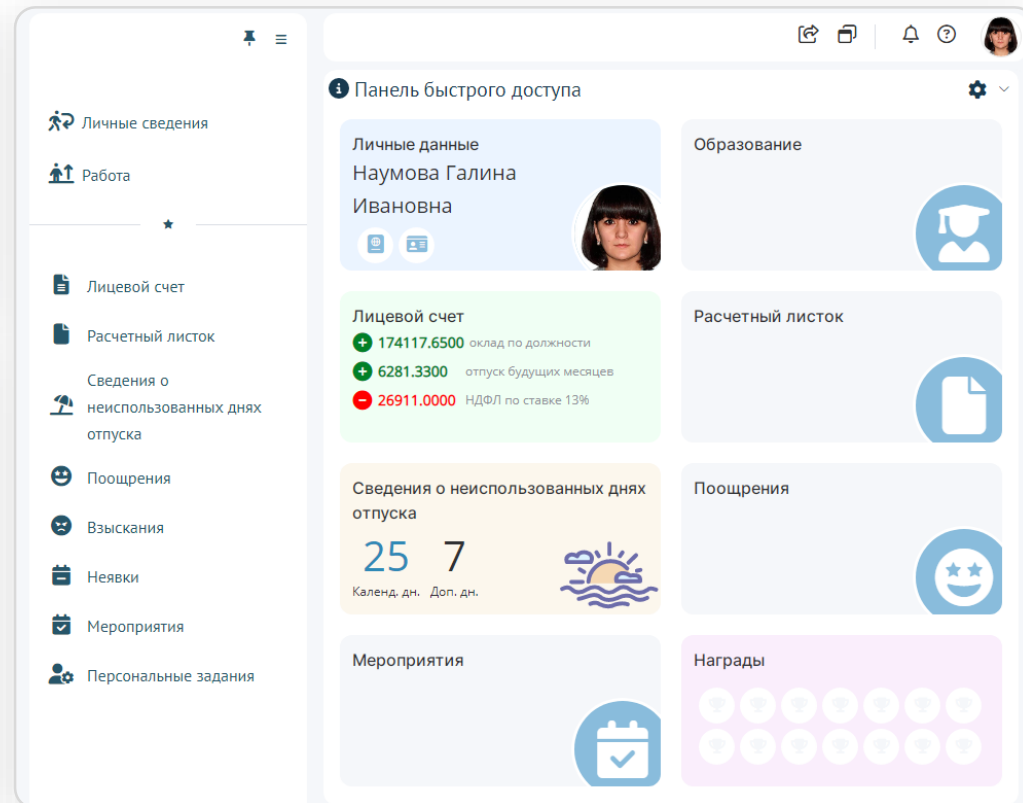 Личные сведения
Работа
Лицевой счет
Расчетный листок
Сведения о
неиспользованных днях
отпуска
Поощрения
Взыскания
Неявки
Мероприятия
Персональные задания
Панель быстрого доступа
Личные данные
Наумова Галина
Ивановна
Образование
Лицевой счет
174117.6500 оклад по должности
6281.3300 отпуск будущих месяцев
26911.0000 НДФЛ по ставке 13%
Расчетный листок
Сведения о неиспользованных днях
отпуска
25 7
Календ. дн. Доп. дн.
Поощрения
Мероприятия
Награды